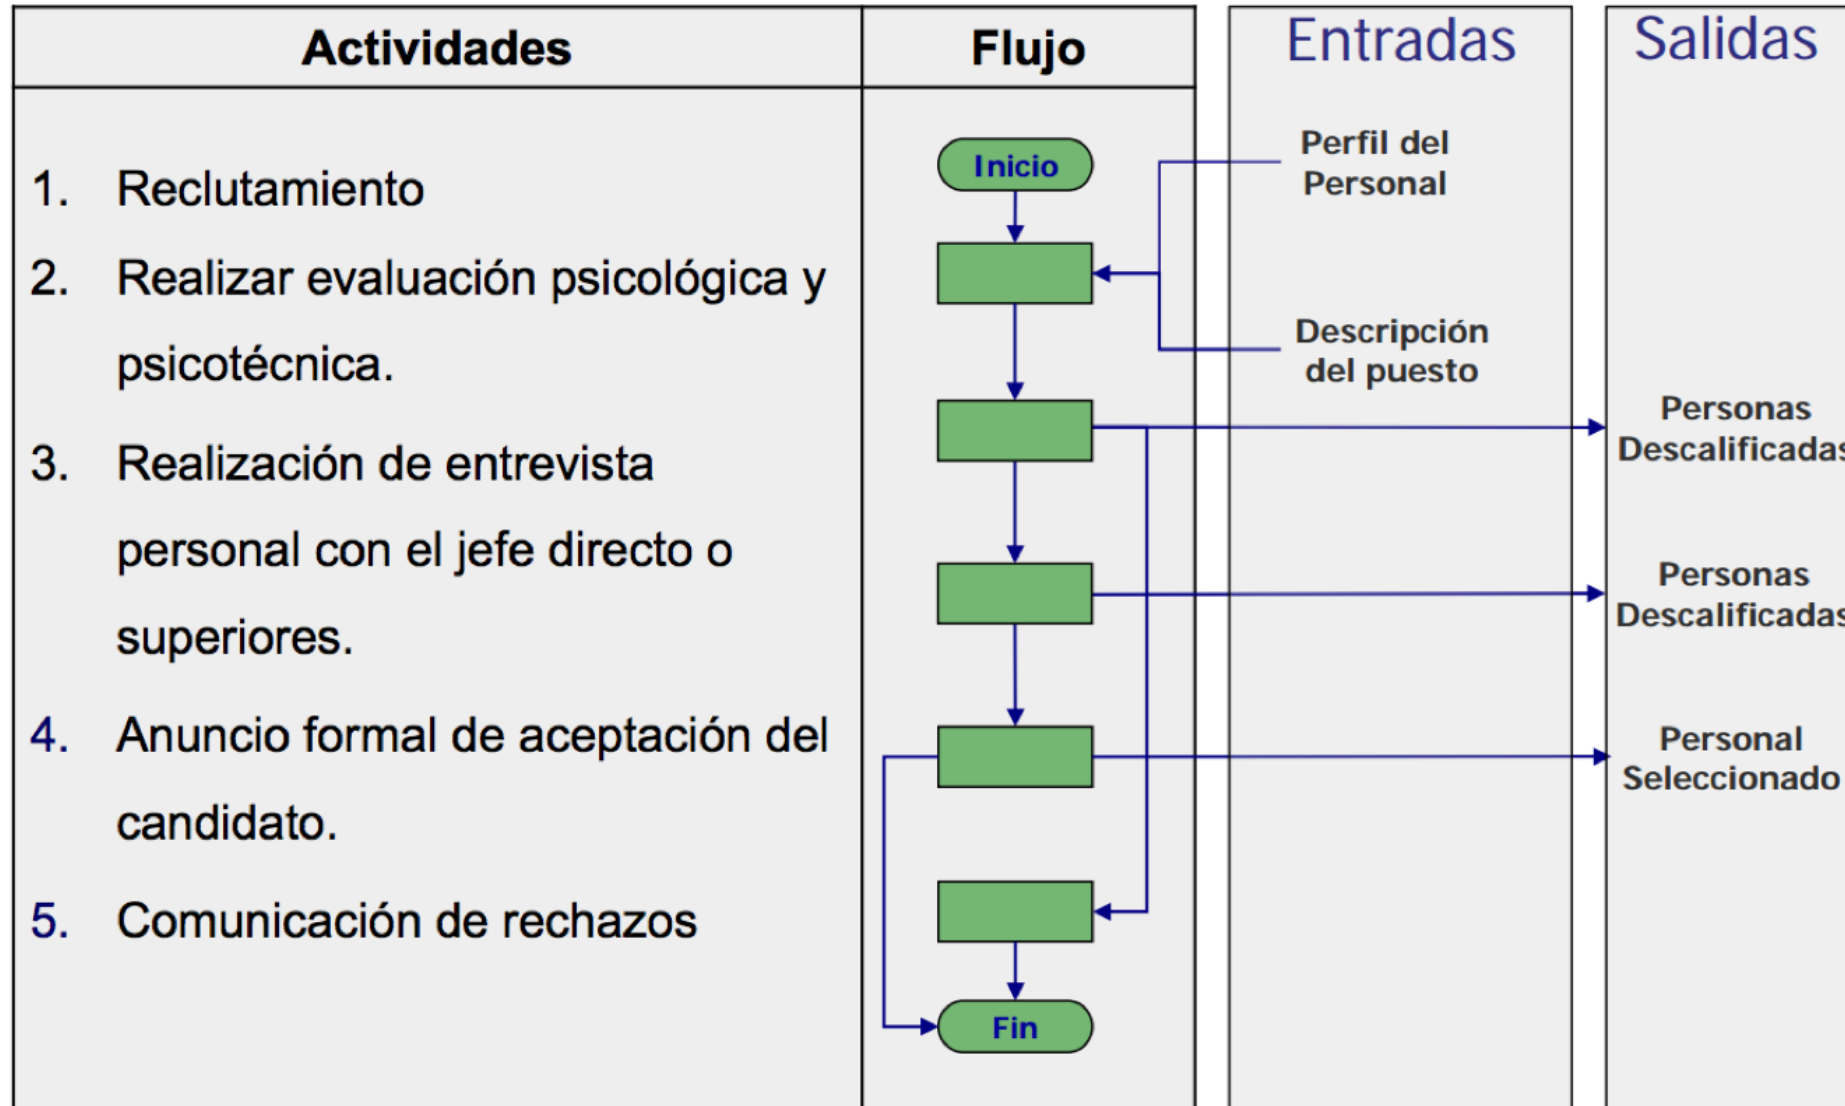 Actividades
Flujo
Entradas
Salidas
1. Reclutamiento
2. Realizar evaluación psicológica y
psicotécnica.
3. Realización de entrevista
personal con el jefe directo o
superiores.
4. Anuncio formal de aceptación del
candidato.
5. Comunicación de rechazos
Inicio
Fin
Perfil del
Personal
Descripción
del puesto
Personas
Descalificadas
Personas
Descalificadas
Personal
Seleccionado